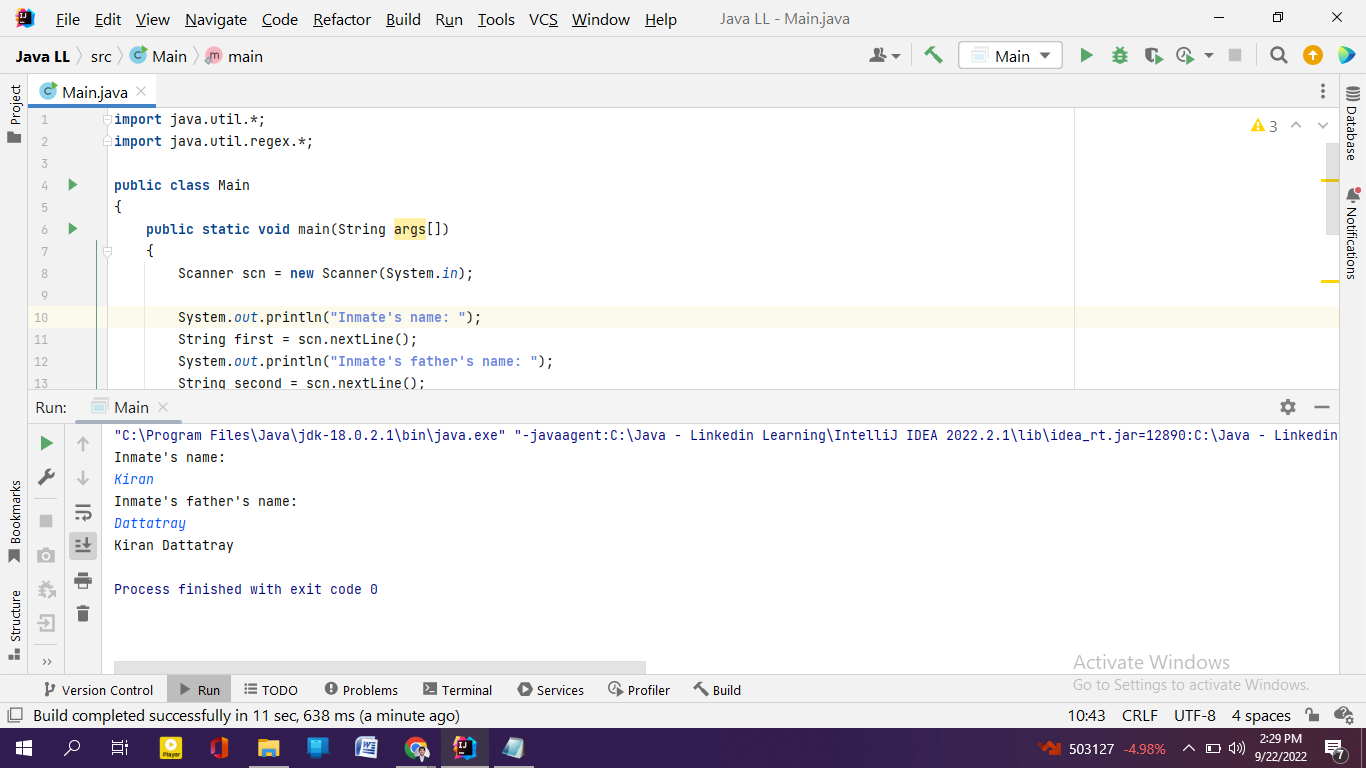 File Edit View Navigate Code Refactor Build Run Tools VCS Window Help Java LL - Main.java
Java LL src Main main Main
Project
Main.java
1 import java.util.*;
2 import java.util.regex.*;
3
4 public class Main
5 {
6 public static void main(String args[])
7 {
8 Scanner scn = new Scanner(System.in);
9
10 System.out.println("Inmate's name: ");
11 String first = scn.nextLine();
12 System.out.println("Inmate's father's name: ");
13 String second = scn.nextLine();
3
Database
Notifications
Run: Main
"C:\Program Files\Java\jdk-18.0.2.1\bin\java.exe" "-javaagent:C:\Java - Linkedin Learning\IntelliJ IDEA 2022.2.1\lib\idea_rt.jar=12890:C:\Java - Linkedin
Inmate's name:
Kiran
Inmate's father's name:
Dattatray
Kiran Dattatray
Process finished with exit code 0
Bookmarks
Structure
Activate Windows
Go to Settings to activate Windows.
Version Control Run TODO Problems Terminal Services Profiler Build
Build completed successfully in 11 sec, 638 ms (a minute ago) 10:43 CRLF UTF-8 4 spaces
Player
503127 -4.98%
2:29 PM
9/22/2022
7